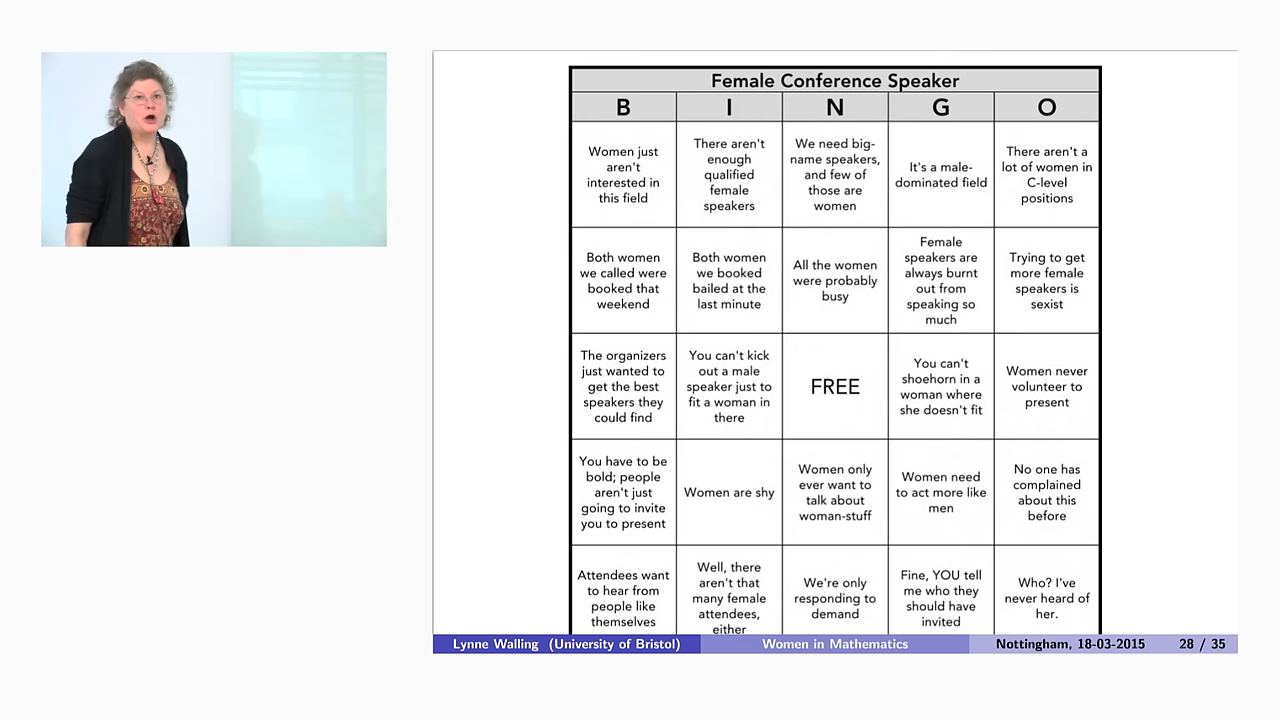 Female Conference Speaker
B I N G O
Women just
aren't
interested in
this field
There aren't
enough
qualified
female
speakers
We need big-
name speakers,
and few of
those are
women
It's a male-
dominated field
There aren't a
lot of women in
C-level
positions
Both women
we called were
booked that
weekend
Both women
we booked
bailed at the
last minute
All the women
were probably
busy
Female
speakers are
always burnt
out from
speaking so
much
Trying to get
more female
speakers is
sexist
The organizers
just wanted to
get the best
speakers they
could find
You can't kick
out a male
speaker just to
fit a woman in
there
FREE
You can't
shoehorn in a
woman where
she doesn't fit
Women never
volunteer to
present
You have to be
bold; people
aren't just
going to invite
you to present
Women are shy
Women only
ever want to
talk about
woman-stuff
Women need
to act more like
men
No one has
complained
about this
before
Attendees want
to hear from
people like
themselves
Well, there
aren't that
many female
attendees,
either
We're only
responding to
demand
Fine, YOU tell
me who they
should have
invited
Who? I've
never heard of
her.
Lynne Walling (University of Bristol) Women in Mathematics Nottingham, 18-03-2015 28 / 35